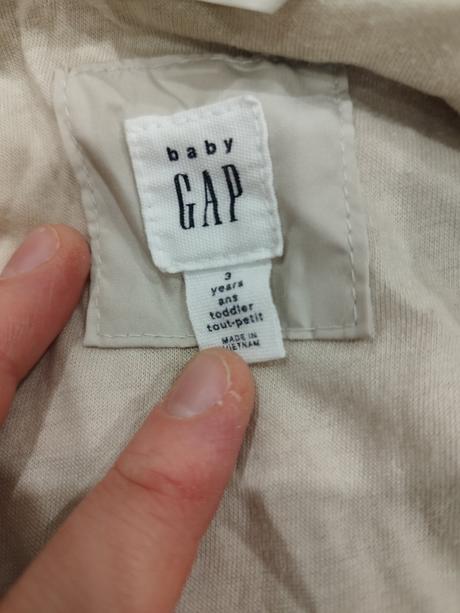 baby
GAP
3
years
ans
toddler
tout-petit
MADE IN
VIETNAM